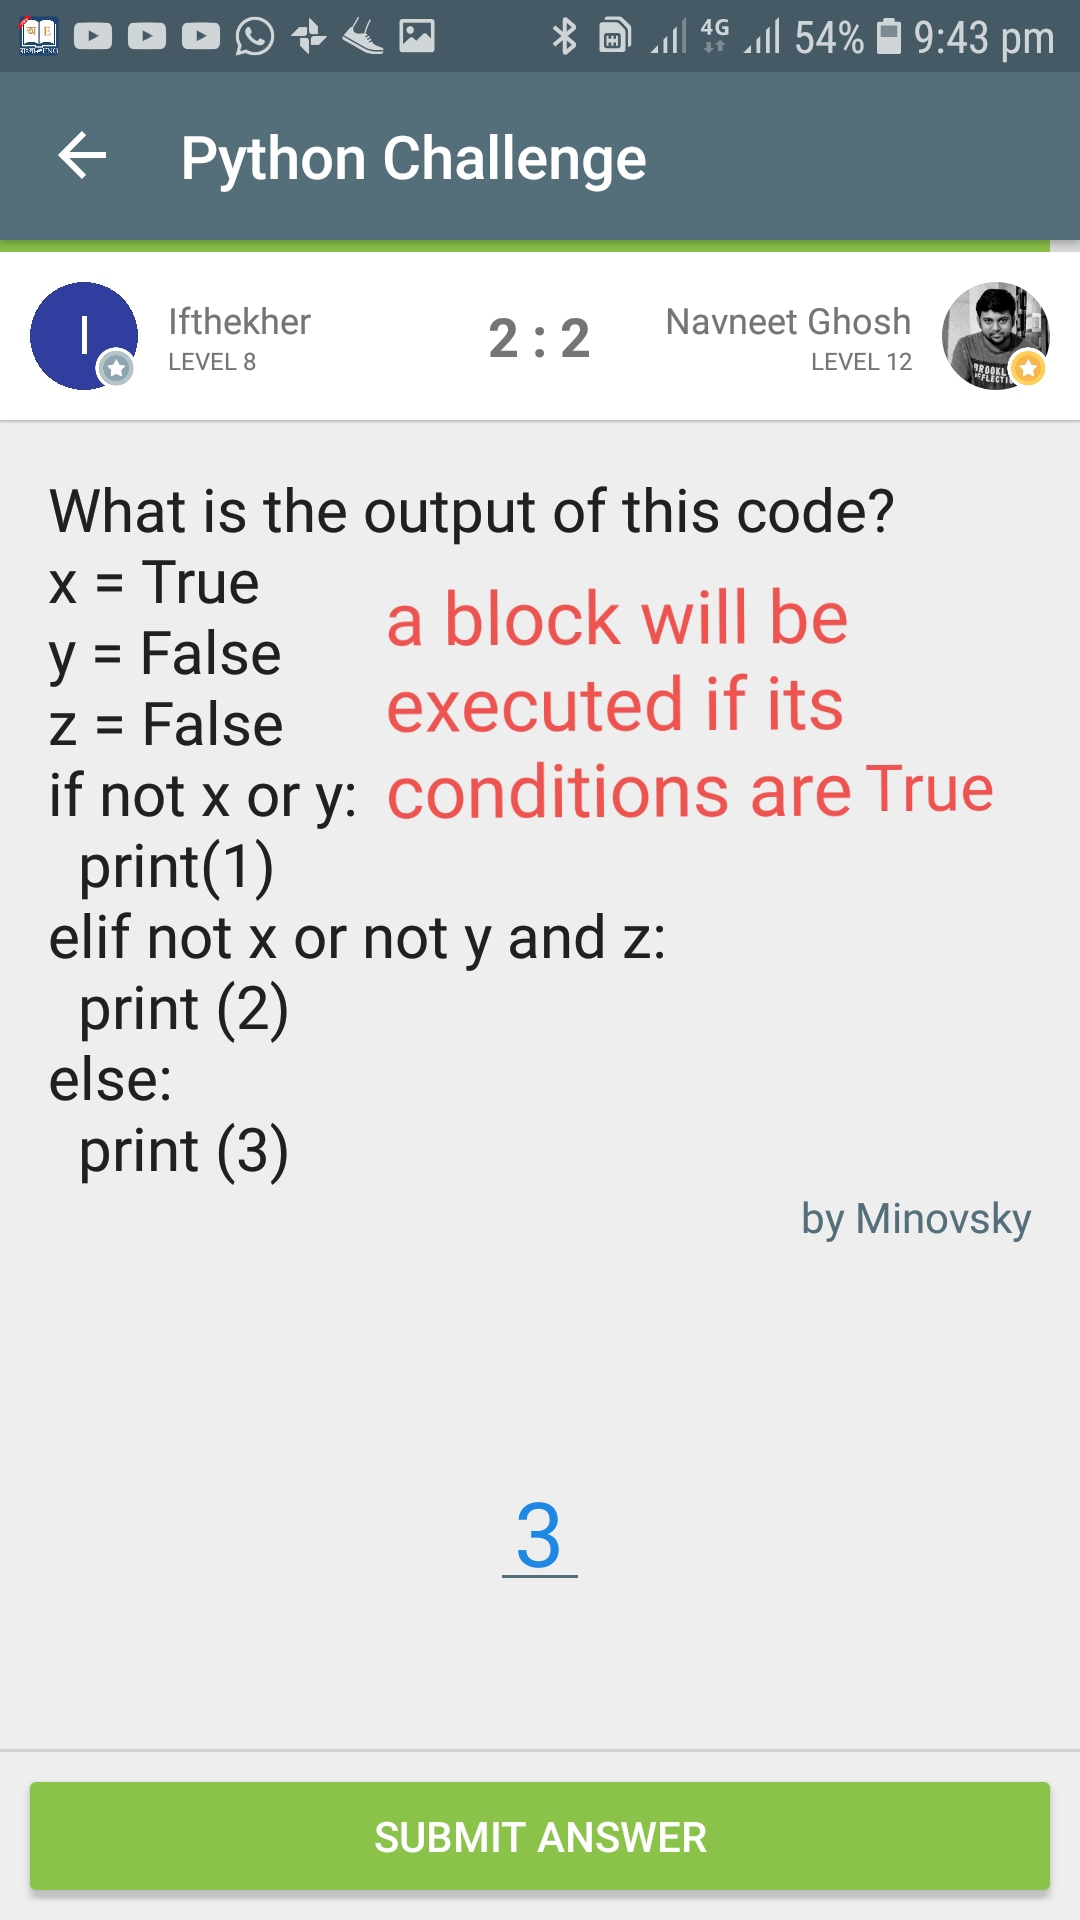 4G 54% 9:43 pm
Python Challenge
I Ifthekher 2 : 2 Navneet Ghosh
LEVEL 8 LEVEL 12
What is the output of this code?
x = True
y = False
z = False
if not x or y:
print(1)
elif not x or not y and z:
print (2)
else:
print (3)
a block will be
executed if its
conditions are True
by Minovsky
3
SUBMIT ANSWER